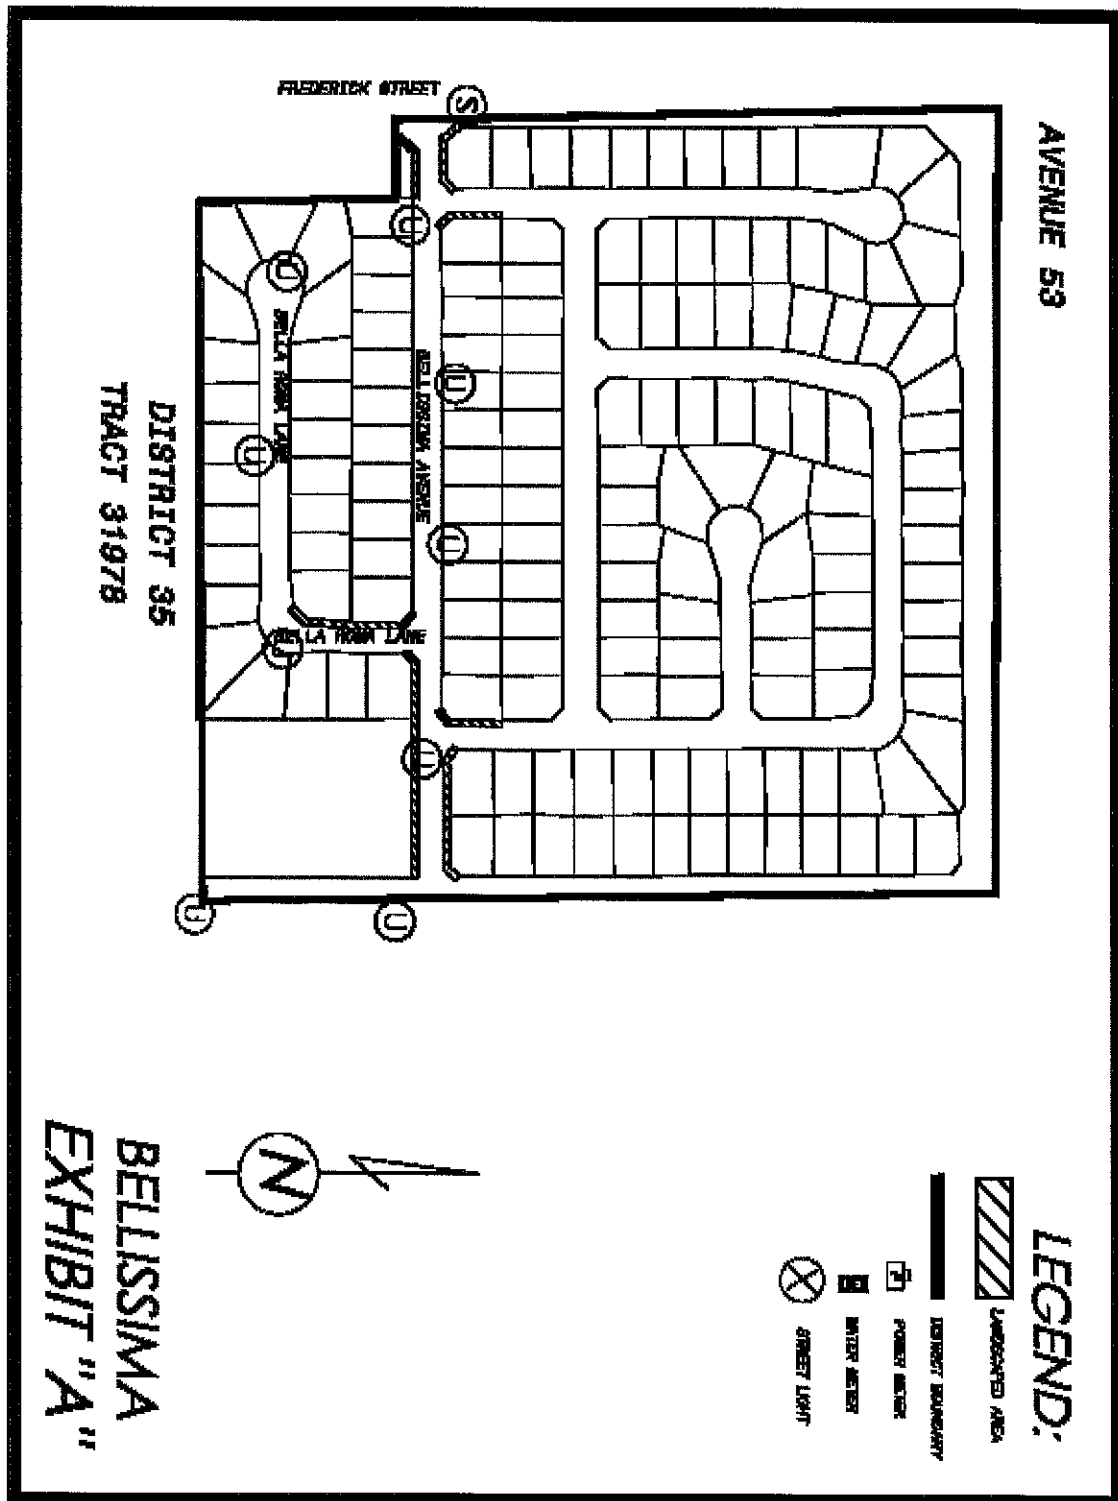 AVENUE 53
FREDERICK STREET
S
U
U
U
U
U
U
U
U
BELLISSIMA AVENUE
BELLA ROMA LANE
BELLA ROMA LANE
DISTRICT 35
TRACT 31978
LEGEND:
LANDSCAPED AREA
DISTRICT BOUNDARY
POWER METER
WATER METER
STREET LIGHT
N
BELLISSIMA
EXHIBIT "A"